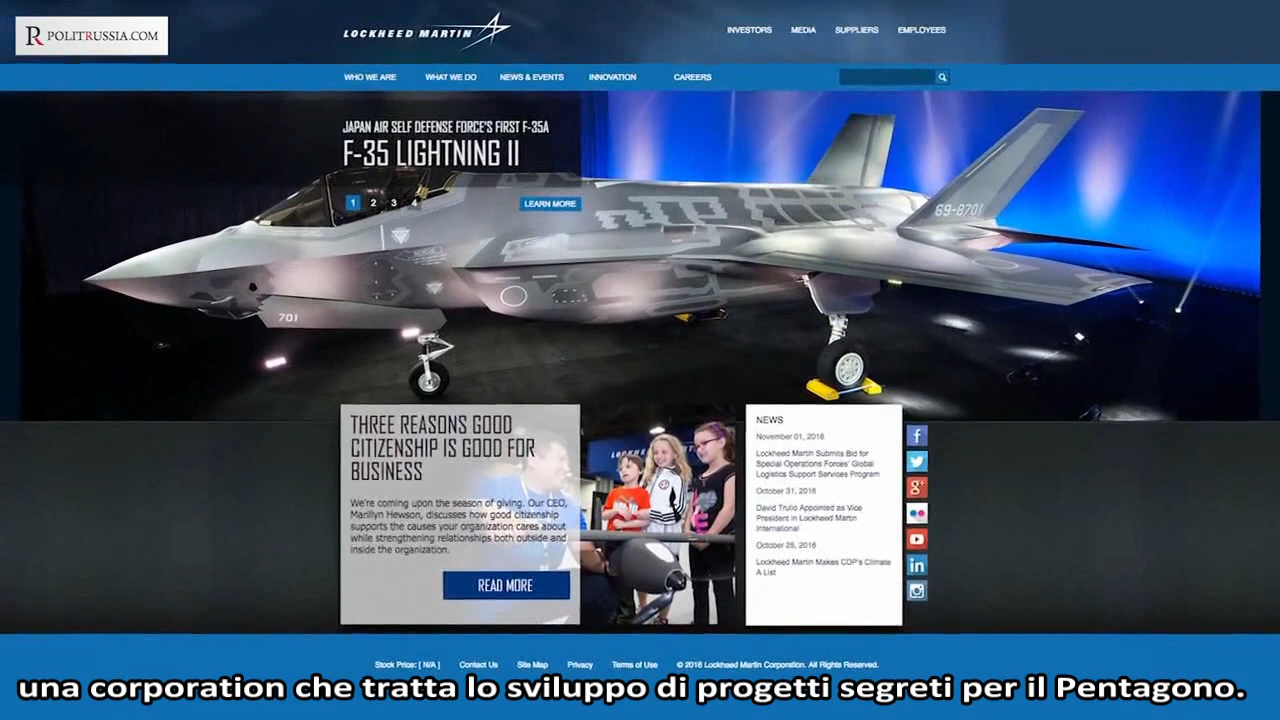 POLITRUSSIA.COM
LOCKHEED MARTIN
INVESTORS MEDIA SUPPLIERS EMPLOYEES
WHO WE ARE WHAT WE DO NEWS & EVENTS INNOVATION CAREERS
JAPAN AIR SELF DEFENSE FORCE'S FIRST F-35A
F-35 LIGHTNING II
1 2 3 4
LEARN MORE
69-8701
701
THREE REASONS GOOD
CITIZENSHIP IS GOOD FOR
BUSINESS
We're coming upon the season of giving. Our CEO,
Marillyn Hewson, discusses how good citizenship
supports the causes your organization cares about
while strengthening relationships both outside and
inside the organization.
READ MORE
LOCKHEED MARTIN
NEWS
November 01, 2016
Lockheed Martin Submits Bid for
Special Operations Forces' Global
Logistics Support Services Program
October 31, 2016
David Trulio Appointed as Vice
President in Lockheed Martin
International
October 25, 2016
Lockheed Martin Makes CDP's Climate
A List
Stock Price: [ N/A ] Contact Us Site Map Privacy Terms of Use © 2016 Lockheed Martin Corporation. All Rights Reserved.
una corporation che tratta lo sviluppo di progetti segreti per il Pentagono.